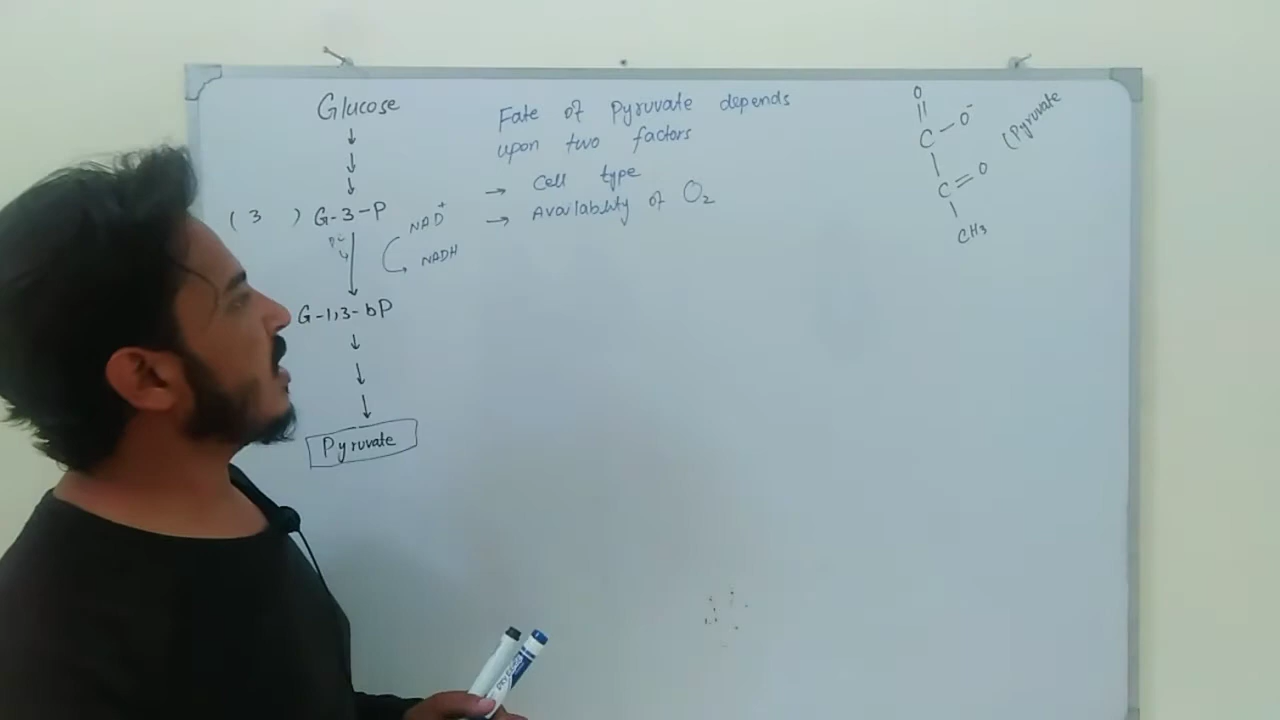 Glucose
(3 ) G-3-P
Pi
NAD+
NADH
G-1,3-bP
Pyruvate
Fate of Pyruvate depends
upon two factors
→ Cell type
→ Availability of O2
O
C - O-
C = O
CH3
(Pyruvate